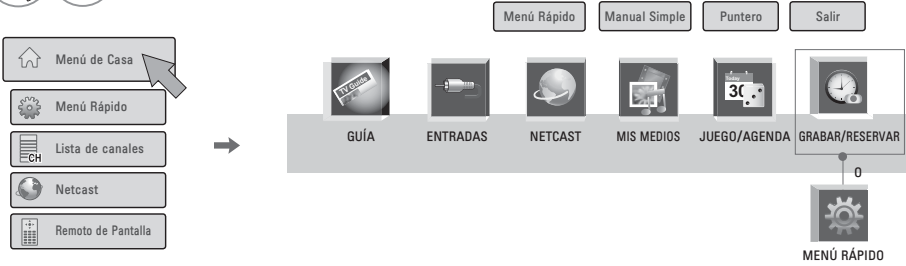 Menú Rápido
Manual Simple
Puntero
Salir
Menú de Casa
Menú Rápido
CH
Lista de canales
Netcast
Remoto de Pantalla
TV Guide
Today
30
GUÍA
ENTRADAS
NETCAST
MIS MEDIOS
JUEGO/AGENDA
GRABAR/RESERVAR
O
MENÚ RÁPIDO